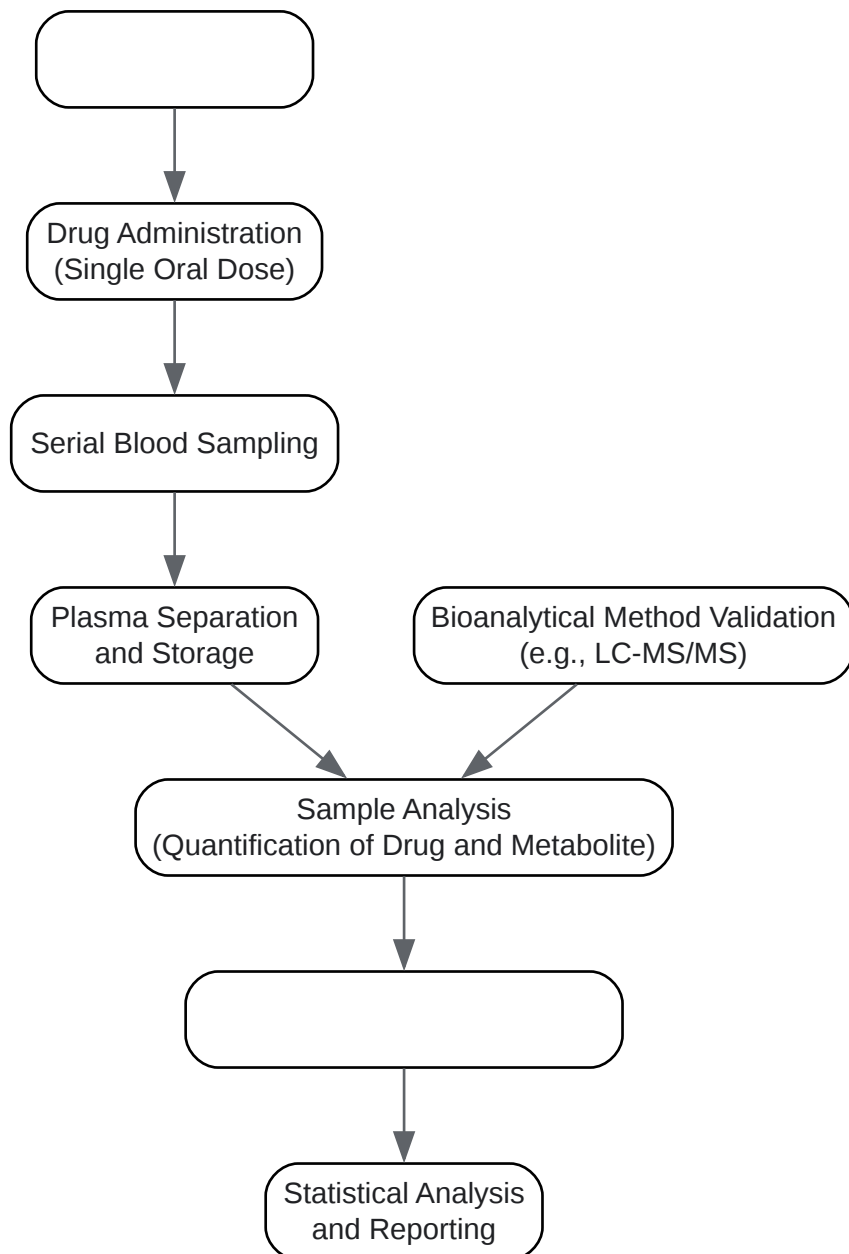 Drug Administration
(Single Oral Dose)
Serial Blood Sampling
Plasma Separation
and Storage
Bioanalytical Method Validation
(e.g., LC-MS/MS)
Sample Analysis
(Quantification of Drug and Metabolite)
Statistical Analysis
and Reporting